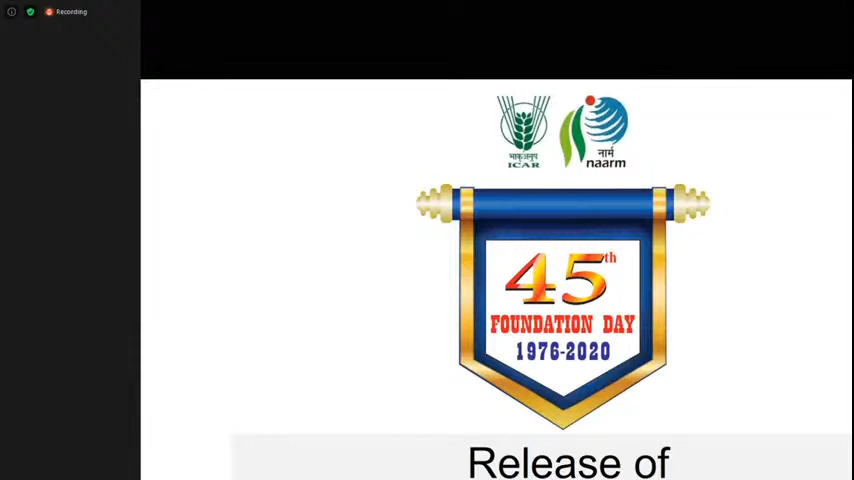 Recording
भाकृअनुप
ICAR
नार्म
naarm
45th
FOUNDATION DAY
1976-2020
Release of